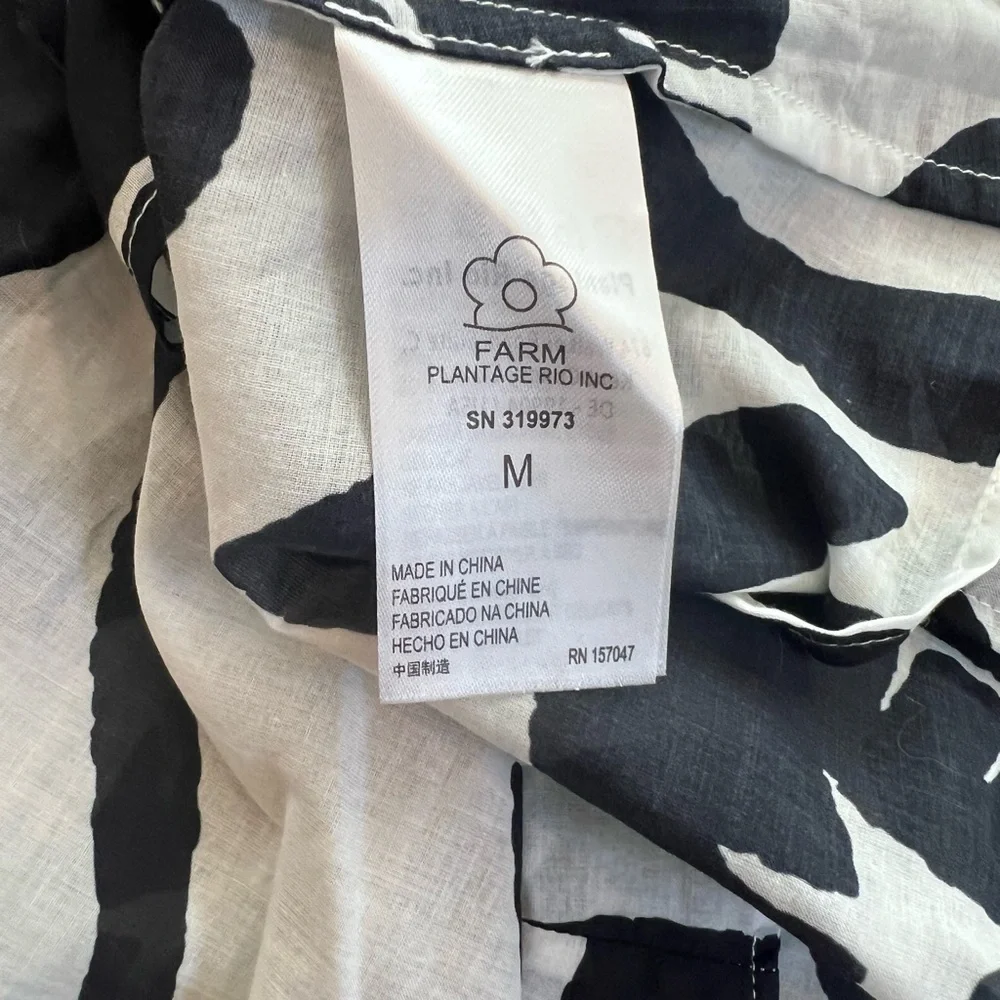 FARM
PLANTAGE RIO INC
SN 319973
M
MADE IN CHINA
FABRIQUÉ EN CHINE
FABRICADO NA CHINA
HECHO EN CHINA
中国制造
RN 157047